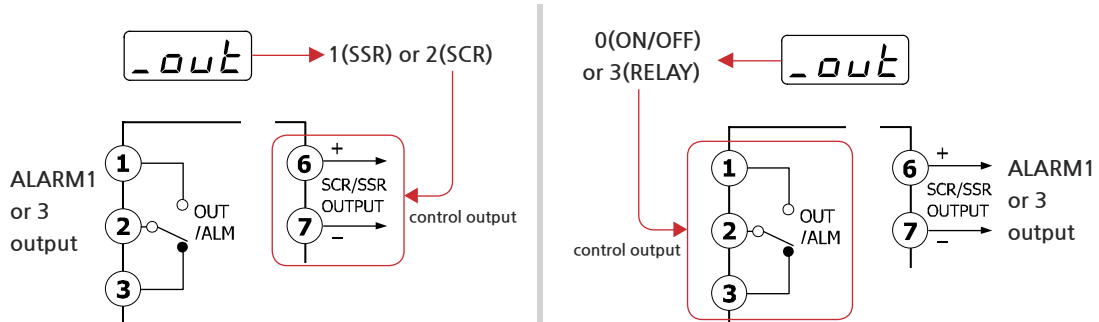 _out
1(SSR) or 2(SCR)
1
2
3
ALARM1
or 3
output
OUT
/ALM
6
+
SCR/SSR
OUTPUT
7
−
control output
0(ON/OFF)
or 3(RELAY)
_out
1
2
3
OUT
/ALM
control output
6
+
SCR/SSR
OUTPUT
7
−
ALARM1
or 3
output